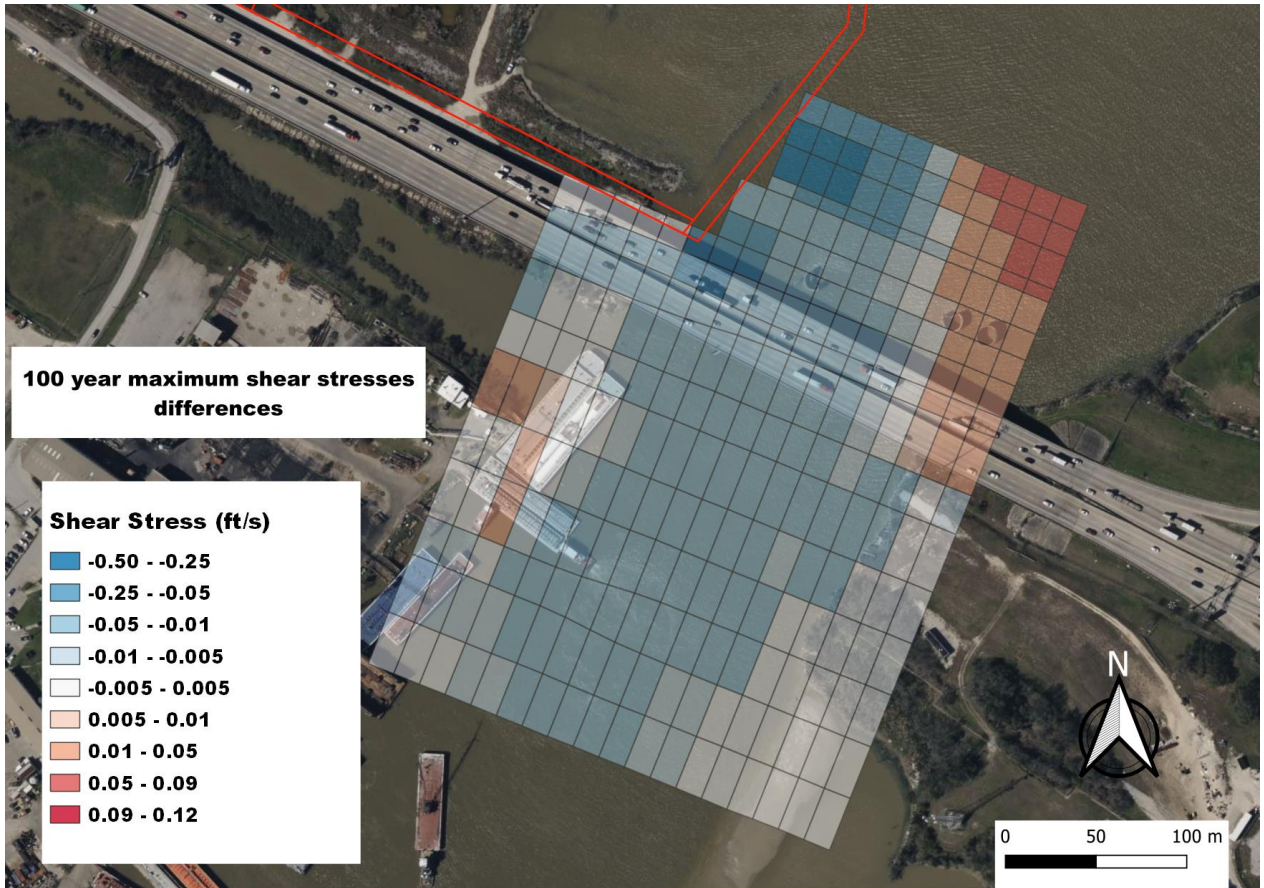 100 year maximum shear stresses
differences
Shear Stress (ft/s)
-0.50 - -0.25
-0.25 - -0.05
-0.05 - -0.01
-0.01 - -0.005
-0.005 - 0.005
0.005 - 0.01
0.01 - 0.05
0.05 - 0.09
0.09 - 0.12
N
0 50 100 m